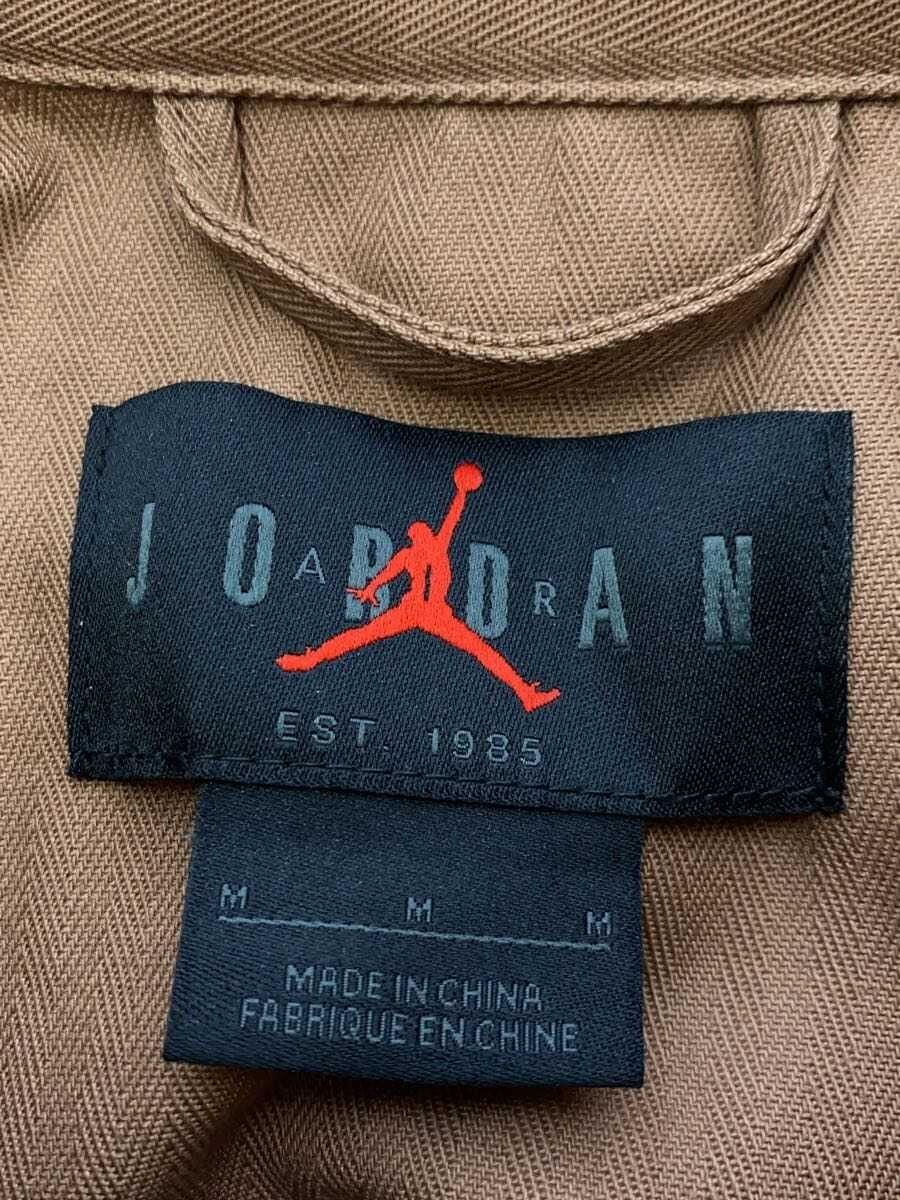 JORDAN
AIR
EST. 1985
M M M
MADE IN CHINA
FABRIQUE EN CHINE